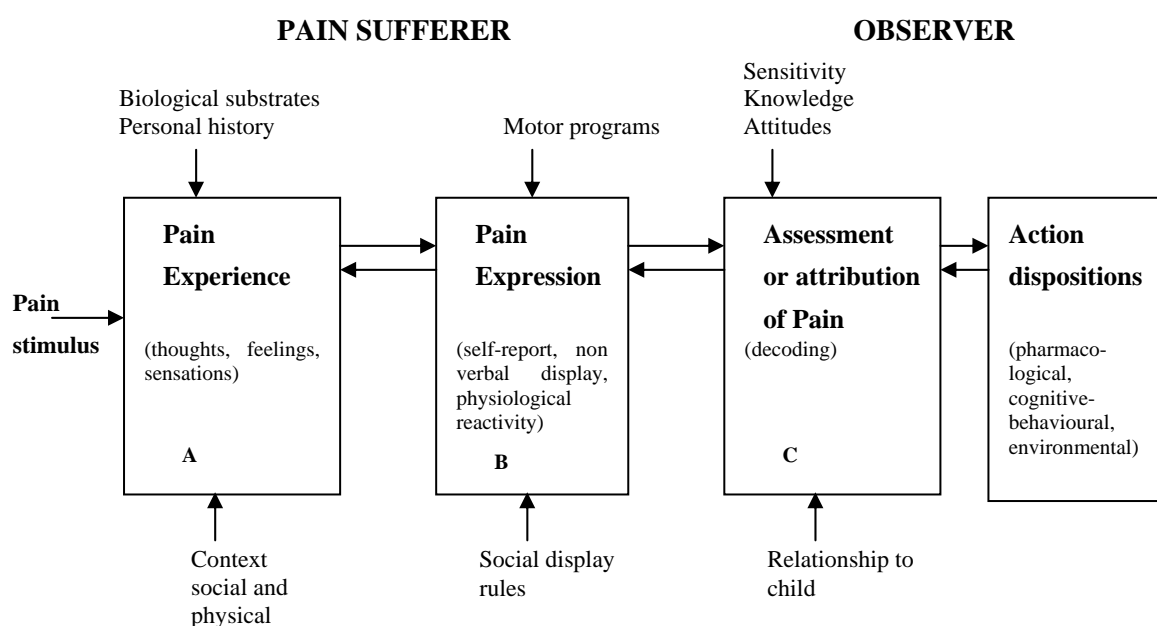 PAIN SUFFERER
OBSERVER
Biological substrates
Personal history
Motor programs
Sensitivity
Knowledge
Attitudes
Pain
stimulus
Pain
Experience
(thoughts, feelings,
sensations)
A
Pain
Expression
(self-report, non
verbal display,
physiological
reactivity)
B
Assessment
or attribution
of Pain
(decoding)
C
Action
dispositions
(pharmaco-
logical,
cognitive-
behavioural,
environmental)
Context
social and
physical
Social display
rules
Relationship to
child